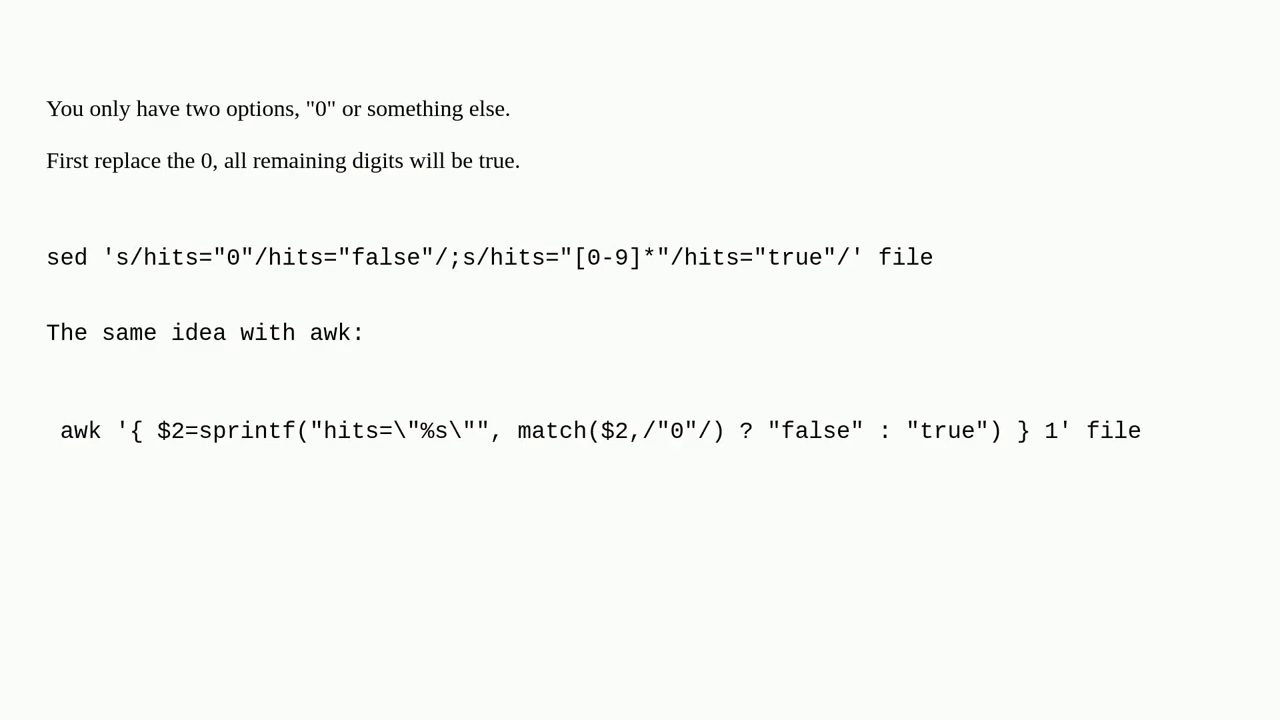 You only have two options, "0" or something else.
First replace the 0, all remaining digits will be true.
sed 's/hits="0"/hits="false"/;s/hits="[0-9]*"/hits="true"/' file
The same idea with awk:
awk '{ $2=sprintf("hits=\"%s\"", match($2,/"0"/) ? "false" : "true") } 1' file